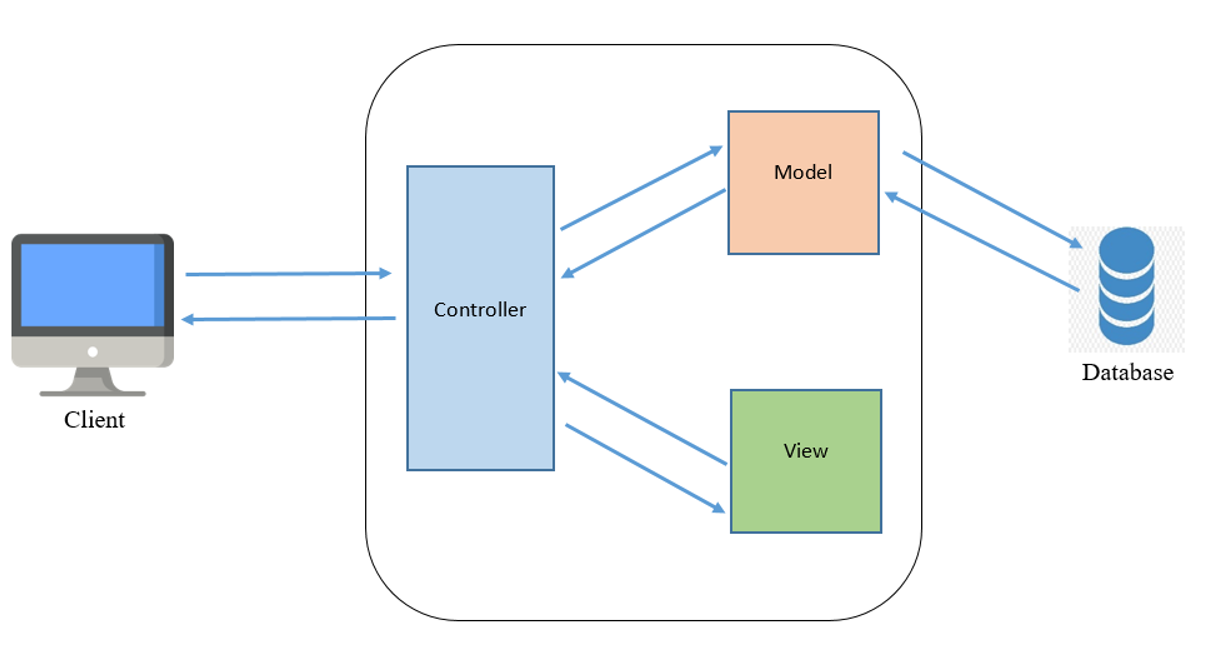 Model
Controller
Database
Client
View